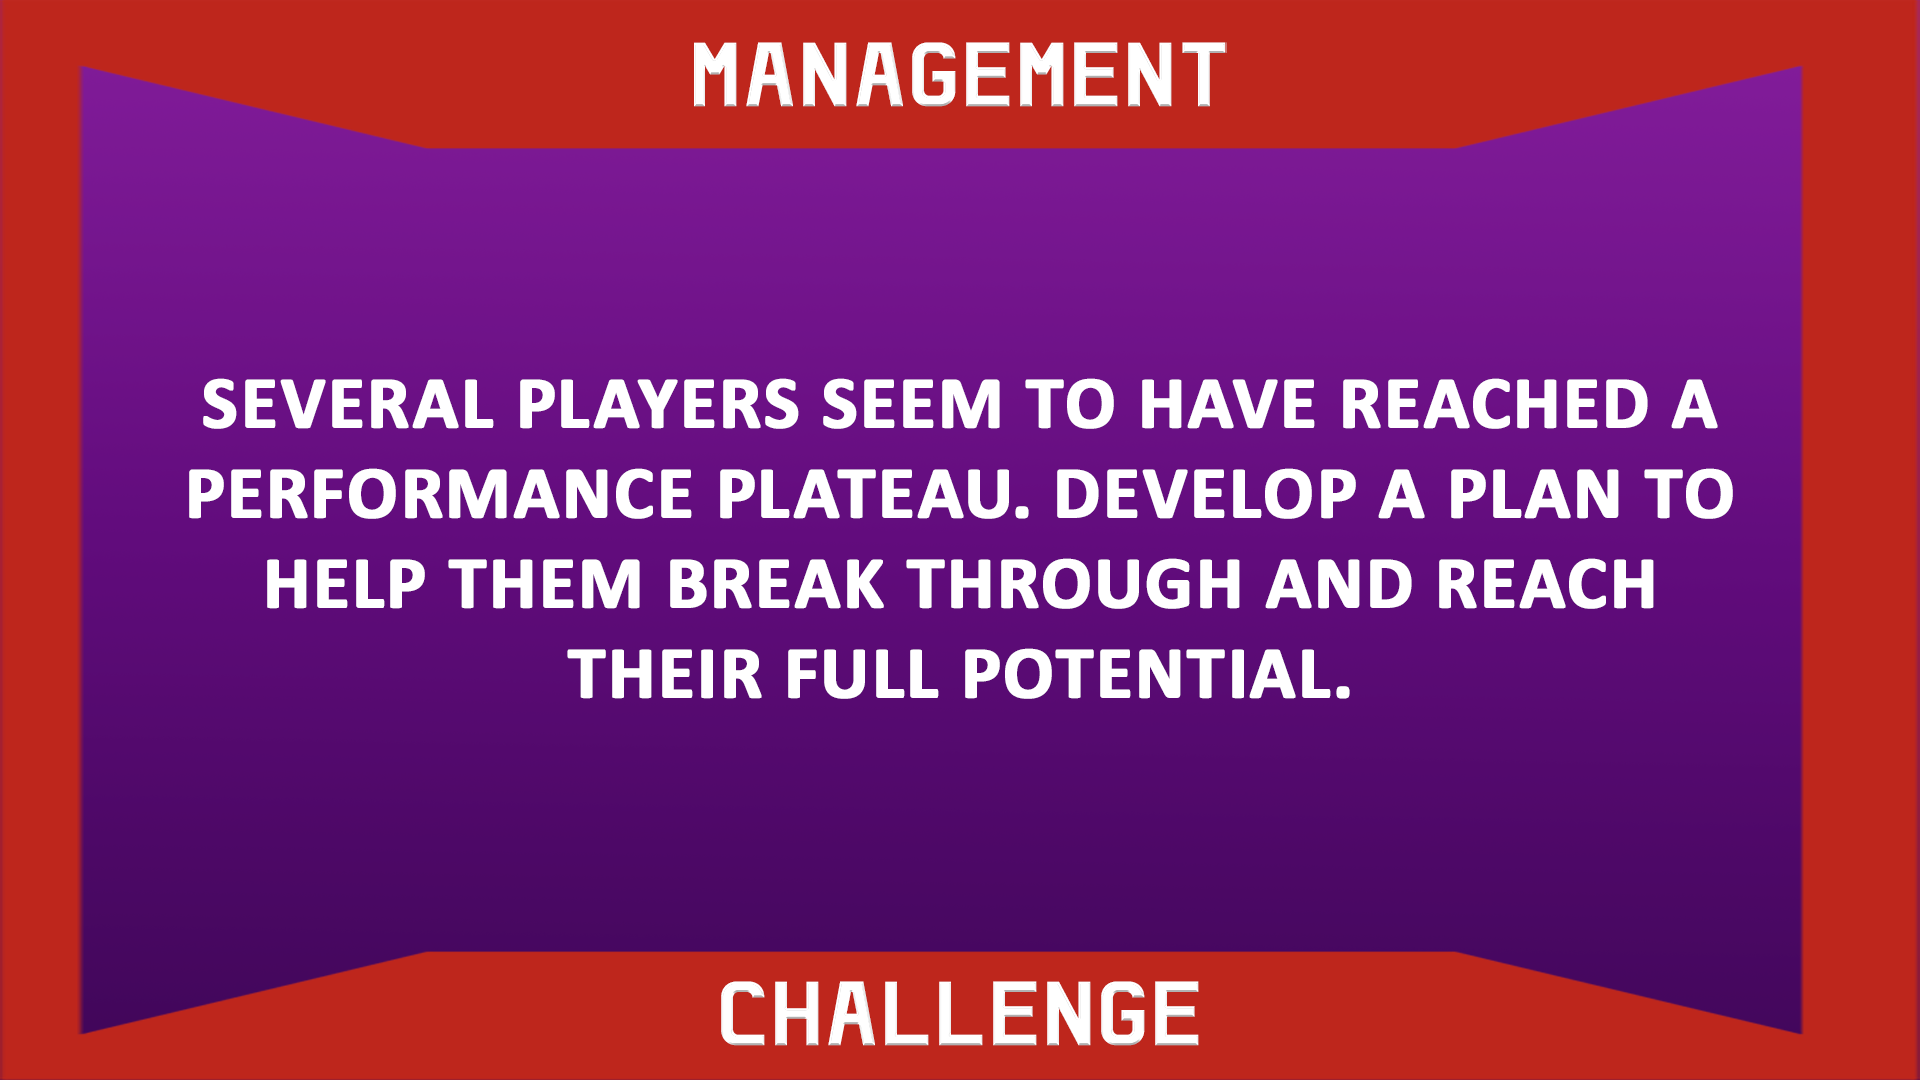 MANAGEMENT
SEVERAL PLAYERS SEEM TO HAVE REACHED A
PERFORMANCE PLATEAU. DEVELOP A PLAN TO
HELP THEM BREAK THROUGH AND REACH
THEIR FULL POTENTIAL.
CHALLENGE